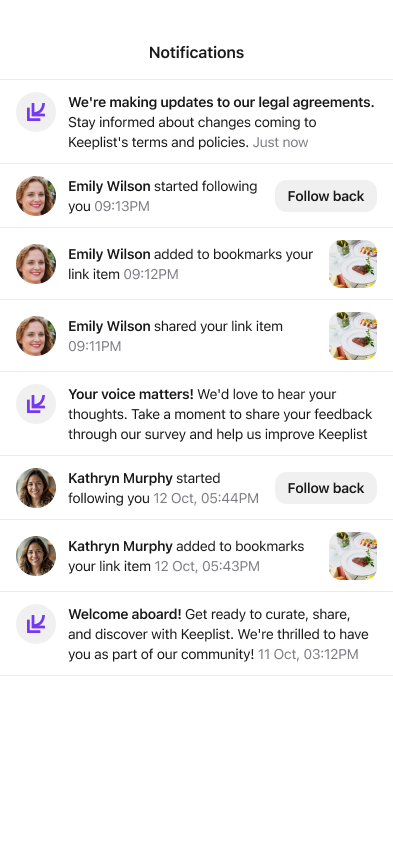 Notifications
We're making updates to our legal agreements.
Stay informed about changes coming to
Keeplist's terms and policies. Just now
Emily Wilson started following
you 09:13PM
Follow back
Emily Wilson added to bookmarks your
link item 09:12PM
Emily Wilson shared your link item
09:11PM
Your voice matters! We'd love to hear your
thoughts. Take a moment to share your feedback
through our survey and help us improve Keeplist
Kathryn Murphy started
following you 12 Oct, 05:44PM
Follow back
Kathryn Murphy added to bookmarks
your link item 12 Oct, 05:43PM
Welcome aboard! Get ready to curate, share,
and discover with Keeplist. We're thrilled to have
you as part of our community! 11 Oct, 03:12PM